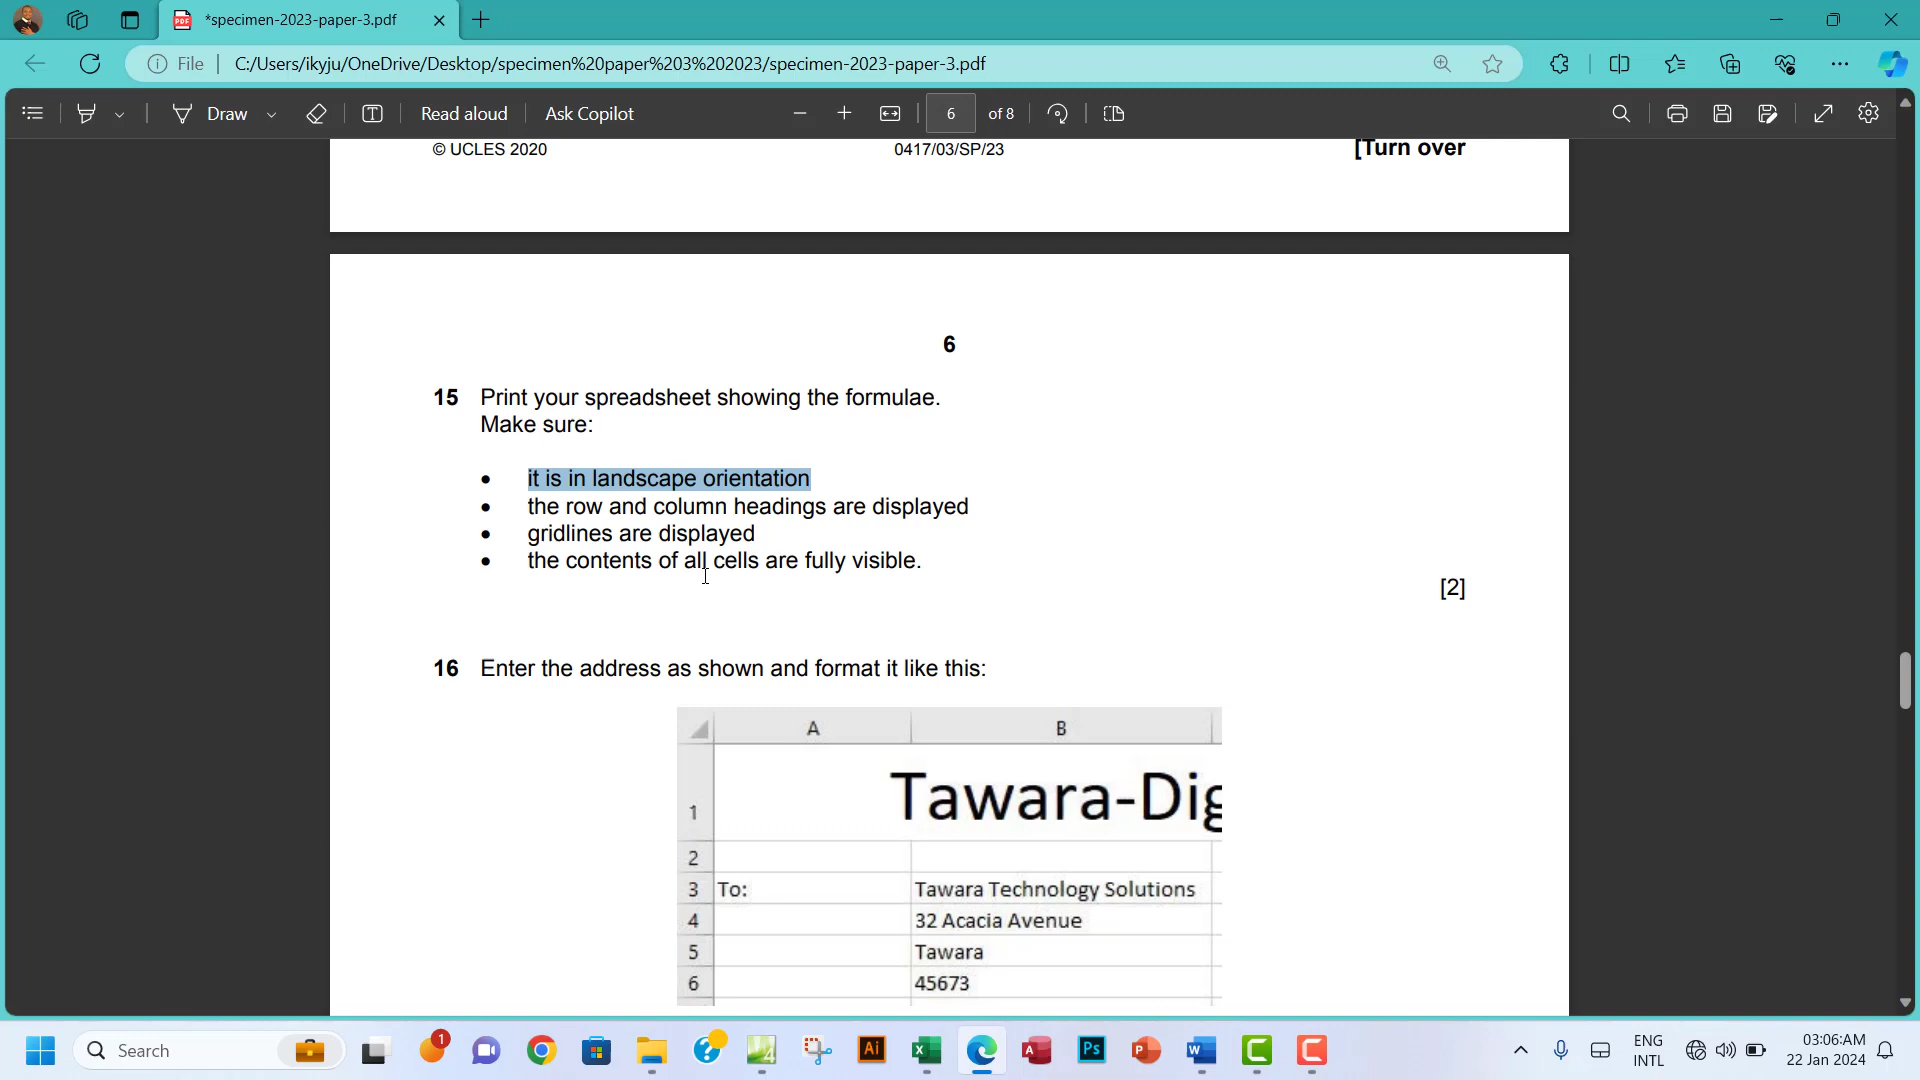 *specimen-2023-paper-3.pdf
File
C:/Users/ikyju/OneDrive/Desktop/specimen%20paper%203%202023/specimen-2023-paper-3.pdf
Draw
Read aloud
Ask Copilot
6
of 8
© UCLES 2020
0417/03/SP/23
[Turn over
6
15 Print your spreadsheet showing the formulae.
Make sure:
• it is in landscape orientation
• the row and column headings are displayed
• gridlines are displayed
• the contents of all cells are fully visible.
[2]
16 Enter the address as shown and format it like this:
A B
1 Tawara-Dig
2
3 To: Tawara Technology Solutions
4 32 Acacia Avenue
5 Tawara
6 45673
Search
ENG
INTL
03:06 AM
22 Jan 2024